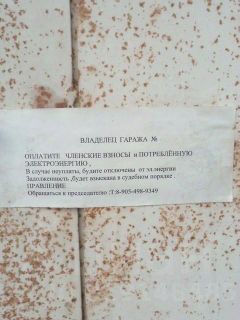 ВЛАДЕЛЕЦ ГАРАЖА №
ОПЛАТИТЕ ЧЛЕНСКИЕ ВЗНОСЫ и ПОТРЕБЛЁННУЮ
ЭЛЕКТРОЭНЕРГИЮ ,
В случае неуплаты, будите отключены от эл.энергии
Задолженность ,будет взыскана в судебном порядке .
ПРАВЛЕНИЕ
Обращаться к председателю :Т:8-905-498-9349